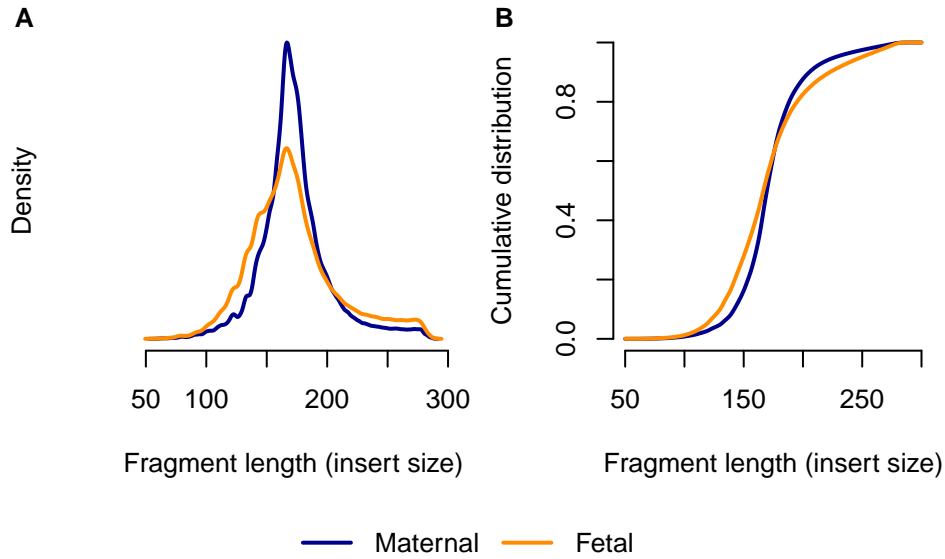 A
Density
50 100 200 300
Fragment length (insert size)
B
Cumulative distribution
0.0 0.4 0.8
50 150 250
Fragment length (insert size)
Maternal Fetal